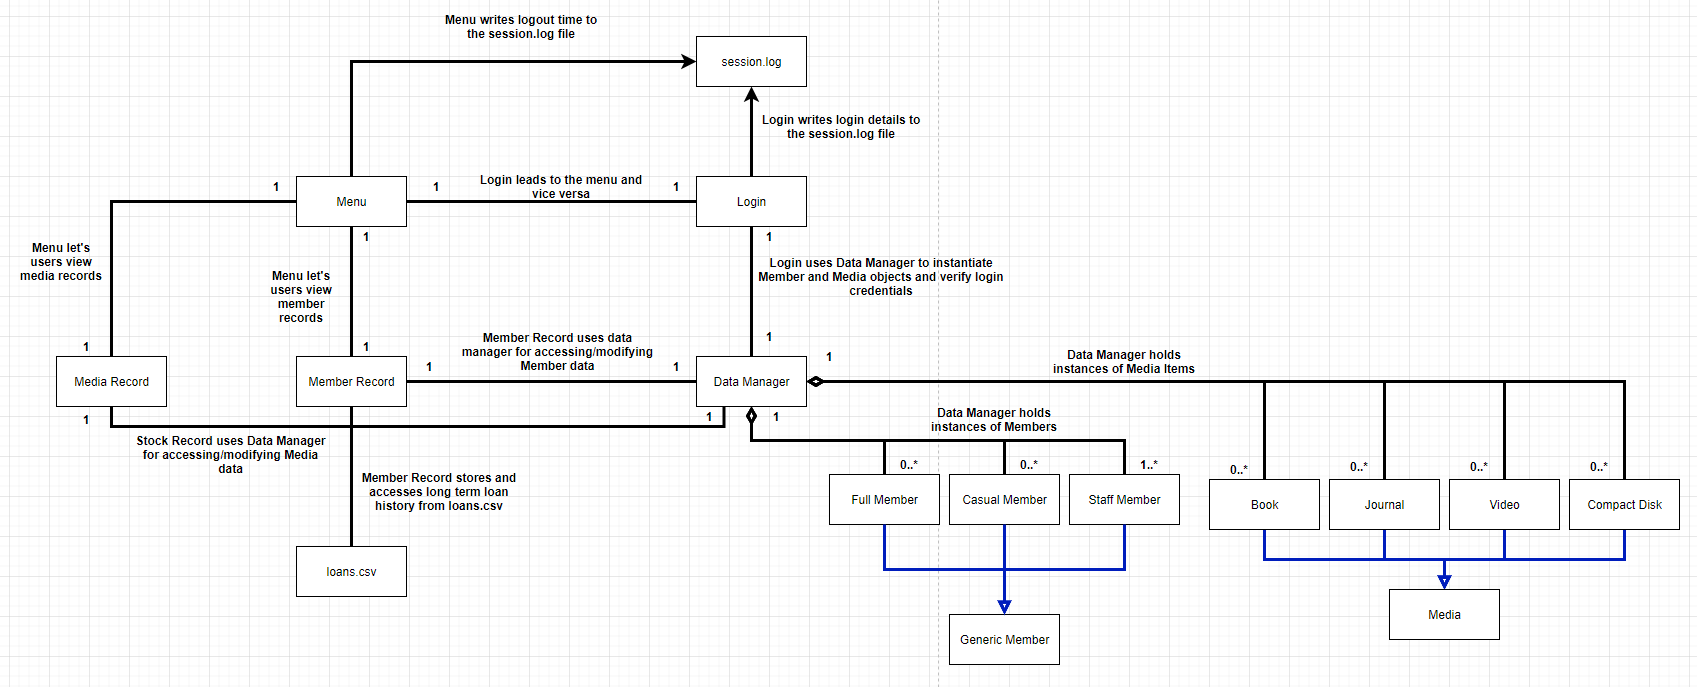 Menu writes logout time to
the session.log file
session.log
Login writes login details to
the session.log file
1
Menu
1
Login leads to the menu and
vice versa
1
Login
1
1
Menu let's
users view
media records
Menu let's
users view
member
records
Login uses Data Manager to instantiate
Member and Media objects and verify login
credentials
1
1
1
Media Record
Member Record
1
Member Record uses data
manager for accessing/modifying
Member data
1
Data Manager
1
Data Manager holds
instances of Media Items
1
1
1
Stock Record uses Data Manager
for accessing/modifying Media
data
Data Manager holds
instances of Members
Member Record stores and
accesses long term loan
history from loans.csv
loans.csv
0..*
0..*
1..*
Full Member
Casual Member
Staff Member
0..*
0..*
0..*
0..*
Book
Journal
Video
Compact Disk
Generic Member
Media